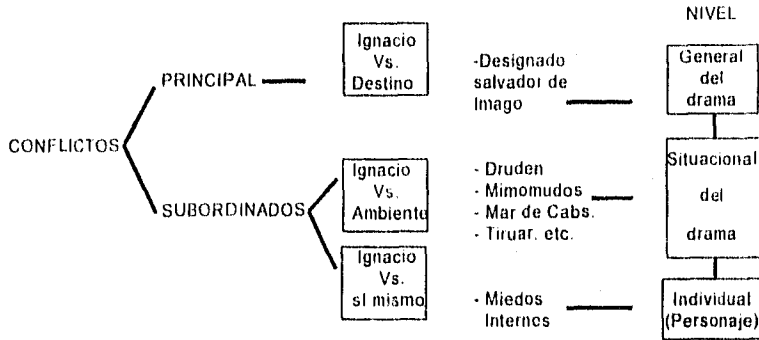 NIVEL
CONFLICTOS
PRINCIPAL
Ignacio
Vs.
Destino
-Designado
salvador de
Imago
General
del
drama
SUBORDINADOS
Ignacio
Vs.
Ambiente
- Druden
- Mimomudos
- Mar de Cabs.
- Tiruar. etc.
Situacional
del
drama
Ignacio
Vs.
sI mismo
- Miedos
Internos
Individual
(Personaje)